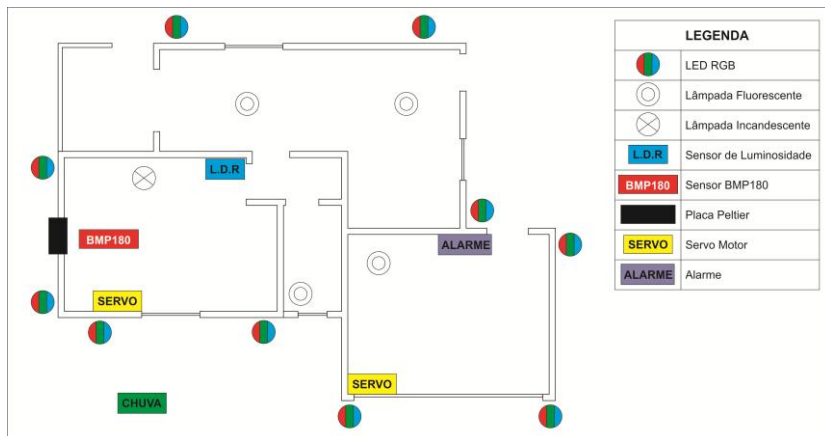 L.D.R
BMP180
ALARME
SERVO
SERVO
CHUVA
LEGENDA
LED RGB
Lâmpada Fluorescente
Lâmpada Incandescente
L.D.R Sensor de Luminosidade
BMP180 Sensor BMP180
Placa Peltier
SERVO Servo Motor
ALARME Alarme